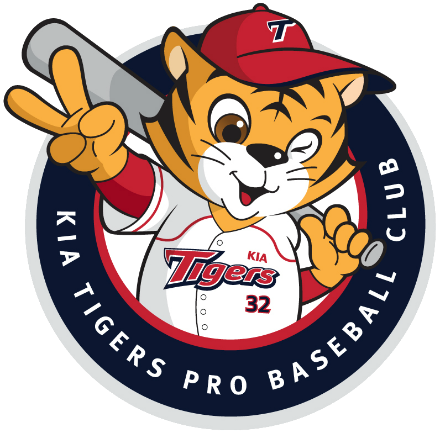 T
KIA
Tigers
32
KIA TIGERS PRO BASEBALL CLUB